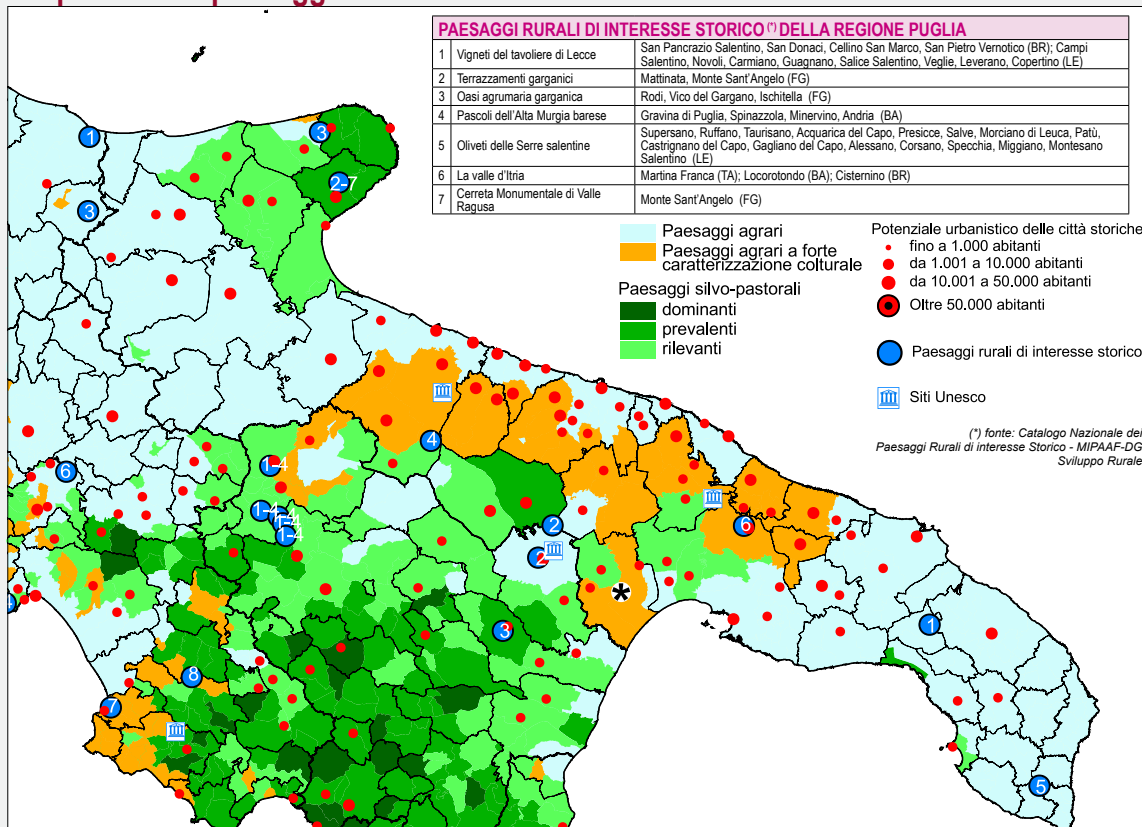 PAESAGGI RURALI DI INTERESSE STORICO (*) DELLA REGIONE PUGLIA
1 Vigneti del tavoliere di Lecce San Pancrazio Salentino, San Donaci, Cellino San Marco, San Pietro Vernotico (BR); Campi
Salentino, Novoli, Carmiano, Guagnano, Salice Salentino, Veglie, Leverano, Copertino (LE)
2 Terrazzamenti garganici Mattinata, Monte Sant'Angelo (FG)
3 Oasi agrumaria garganica Rodi, Vico del Gargano, Ischitella (FG)
4 Pascoli dell'Alta Murgia barese Gravina di Puglia, Spinazzola, Minervino, Andria (BA)
5 Oliveti delle Serre salentine Supersano, Ruffano, Taurisano, Acquarica del Capo, Presicce, Salve, Morciano di Leuca, Patù,
Castrignano del Capo, Gagliano del Capo, Alessano, Corsano, Specchia, Miggiano, Montesano
Salentino (LE)
6 La valle d'Itria Martina Franca (TA); Locorotondo (BA); Cisternino (BR)
7 Cerreta Monumentale di Valle
Ragusa Monte Sant'Angelo (FG)
Paesaggi agrari
Paesaggi agrari a forte
caratterizzazione colturale
Paesaggi silvo-pastorali
dominanti
prevalenti
rilevanti
Potenziale urbanistico delle città storiche
fino a 1.000 abitanti
da 1.001 a 10.000 abitanti
da 10.001 a 50.000 abitanti
Oltre 50.000 abitanti
Paesaggi rurali di interesse storico
Siti Unesco
(*) fonte: Catalogo Nazionale dei
Paesaggi Rurali di interesse Storico - MIPAAF-DG
Sviluppo Rurale
1
3
2-7
3
4
6
1-4
1-4
1-4
1-4
2
2
6
*
3
1
8
7
5